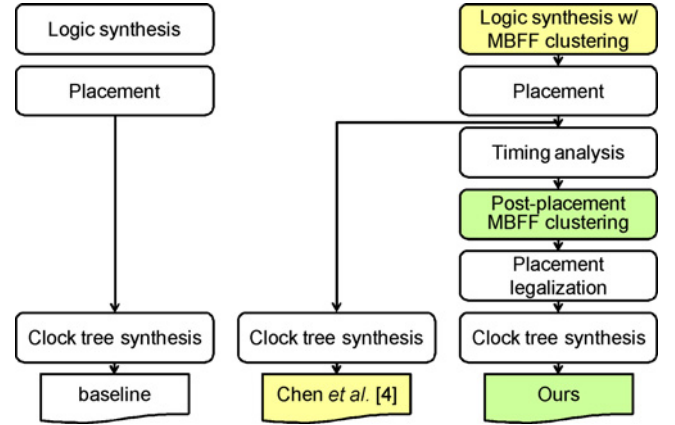 Logic synthesis
Placement
Clock tree synthesis
baseline
Clock tree synthesis
Chen et al. [4]
Logic synthesis w/
MBFF clustering
Placement
Timing analysis
Post-placement
MBFF clustering
Placement
legalization
Clock tree synthesis
Ours